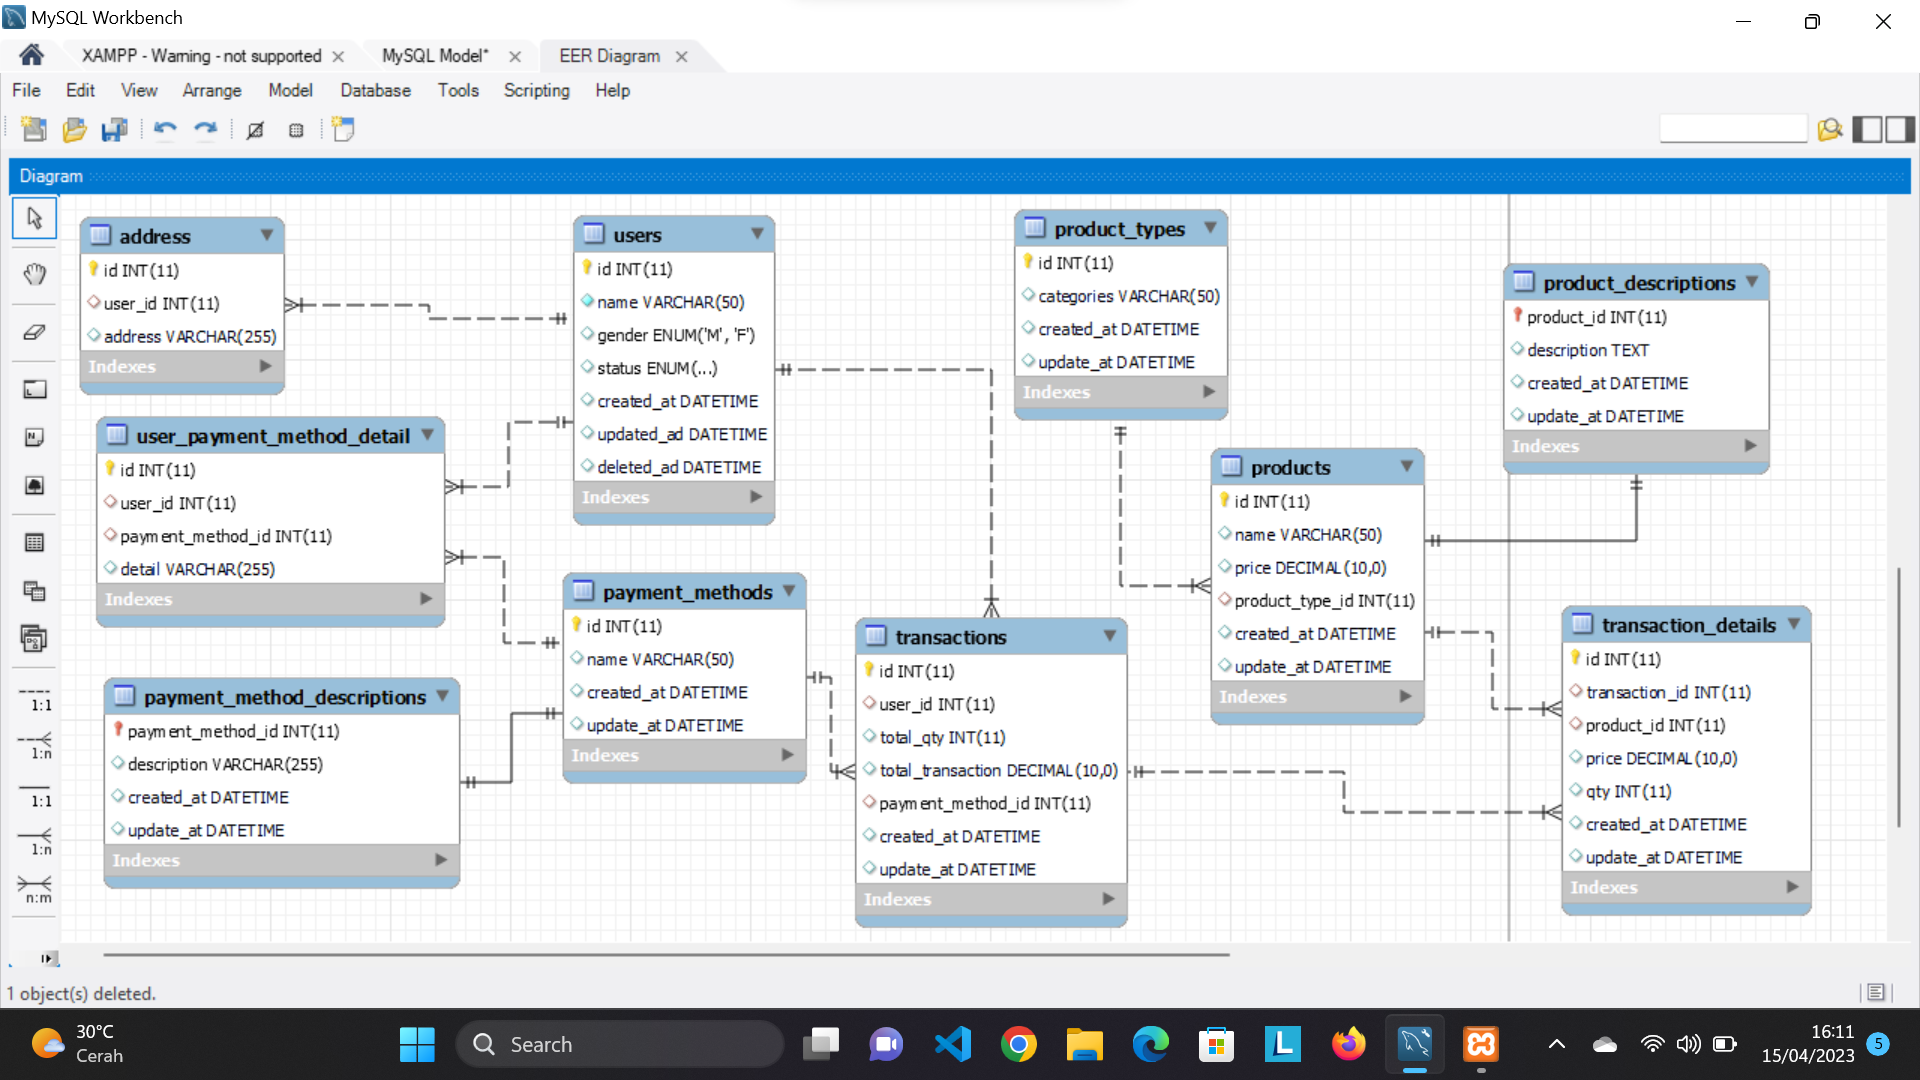 MySQL Workbench
XAMPP - Warning - not supported
MySQL Model*
EER Diagram
File Edit View Arrange Model Database Tools Scripting Help
Diagram
address
id INT(11)
user_id INT(11)
address VARCHAR(255)
Indexes
users
id INT(11)
name VARCHAR(50)
gender ENUM('M', 'F')
status ENUM(...)
created_at DATETIME
updated_ad DATETIME
deleted_ad DATETIME
Indexes
product_types
id INT(11)
categories VARCHAR(50)
created_at DATETIME
update_at DATETIME
Indexes
product_descriptions
product_id INT(11)
description TEXT
created_at DATETIME
update_at DATETIME
Indexes
user_payment_method_detail
id INT(11)
user_id INT(11)
payment_method_id INT(11)
detail VARCHAR(255)
Indexes
products
id INT(11)
name VARCHAR(50)
price DECIMAL(10,0)
product_type_id INT(11)
created_at DATETIME
update_at DATETIME
Indexes
payment_methods
id INT(11)
name VARCHAR(50)
created_at DATETIME
update_at DATETIME
Indexes
transactions
id INT(11)
user_id INT(11)
total_qty INT(11)
total_transaction DECIMAL(10,0)
payment_method_id INT(11)
created_at DATETIME
update_at DATETIME
Indexes
transaction_details
id INT(11)
transaction_id INT(11)
product_id INT(11)
price DECIMAL(10,0)
qty INT(11)
created_at DATETIME
update_at DATETIME
Indexes
payment_method_descriptions
payment_method_id INT(11)
description VARCHAR(255)
created_at DATETIME
update_at DATETIME
Indexes
1:1
1:n
1:1
1:n
n:m
1 object(s) deleted.
30°C
Cerah
Search
16:11
15/04/2023
5